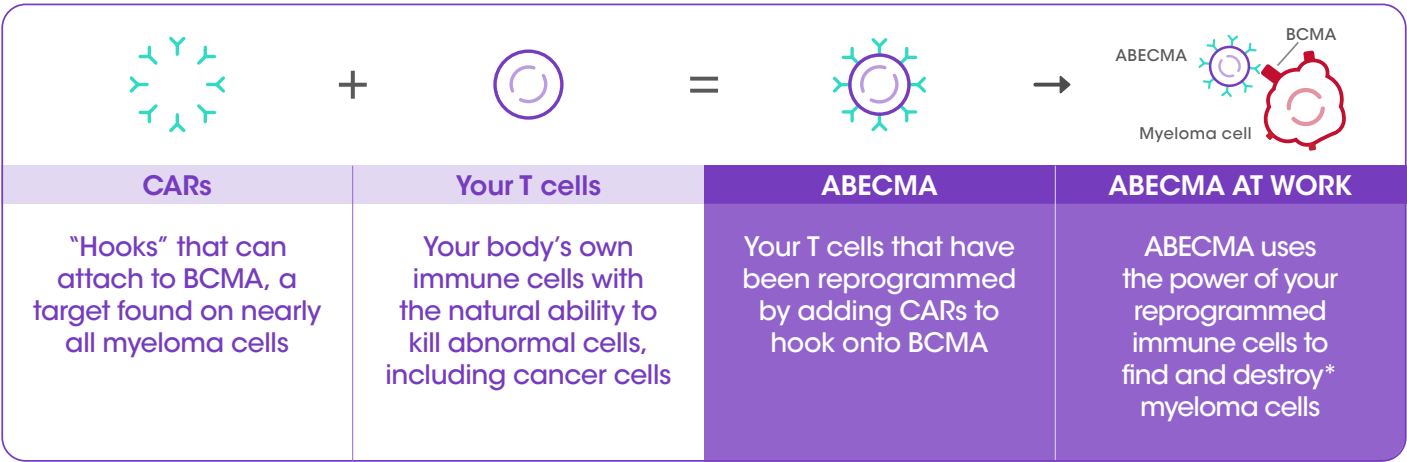 +
=
→
ABECMA
BCMA
Myeloma cell
CARs
"Hooks" that can
attach to BCMA, a
target found on nearly
all myeloma cells
Your T cells
Your body's own
immune cells with
the natural ability to
kill abnormal cells,
including cancer cells
ABECMA
Your T cells that have
been reprogrammed
by adding CARs to
hook onto BCMA
ABECMA AT WORK
ABECMA uses
the power of your
reprogrammed
immune cells to
find and destroy*
myeloma cells